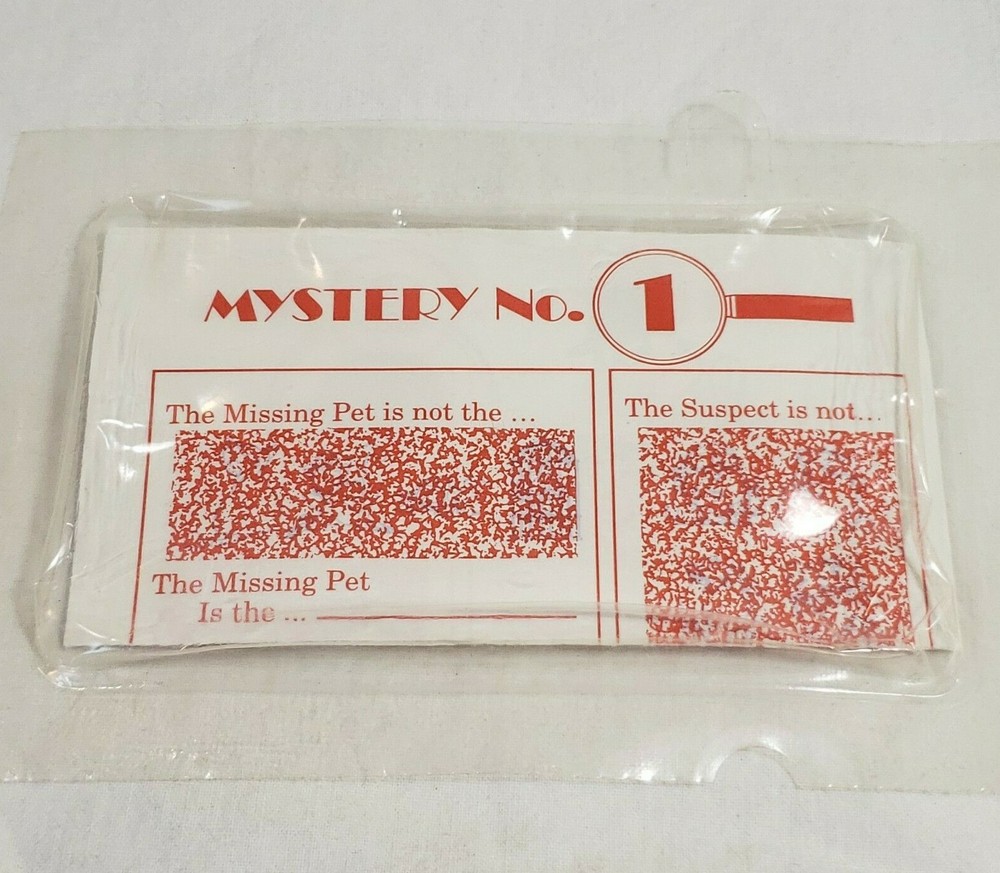 MYSTERY No. 1
The Missing Pet is not the ...
The Missing Pet
Is the ...
The Suspect is not...